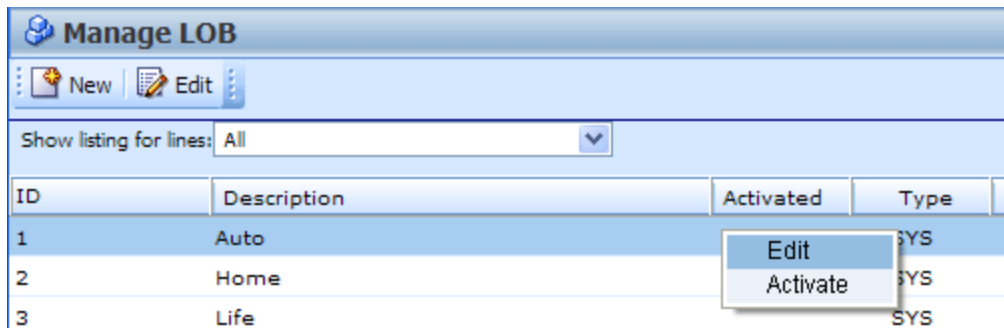 Manage LOB
New Edit
Show listing for lines: All
ID Description Activated Type
1 Auto SYS
Edit
2 Home SYS
Activate
3 Life SYS